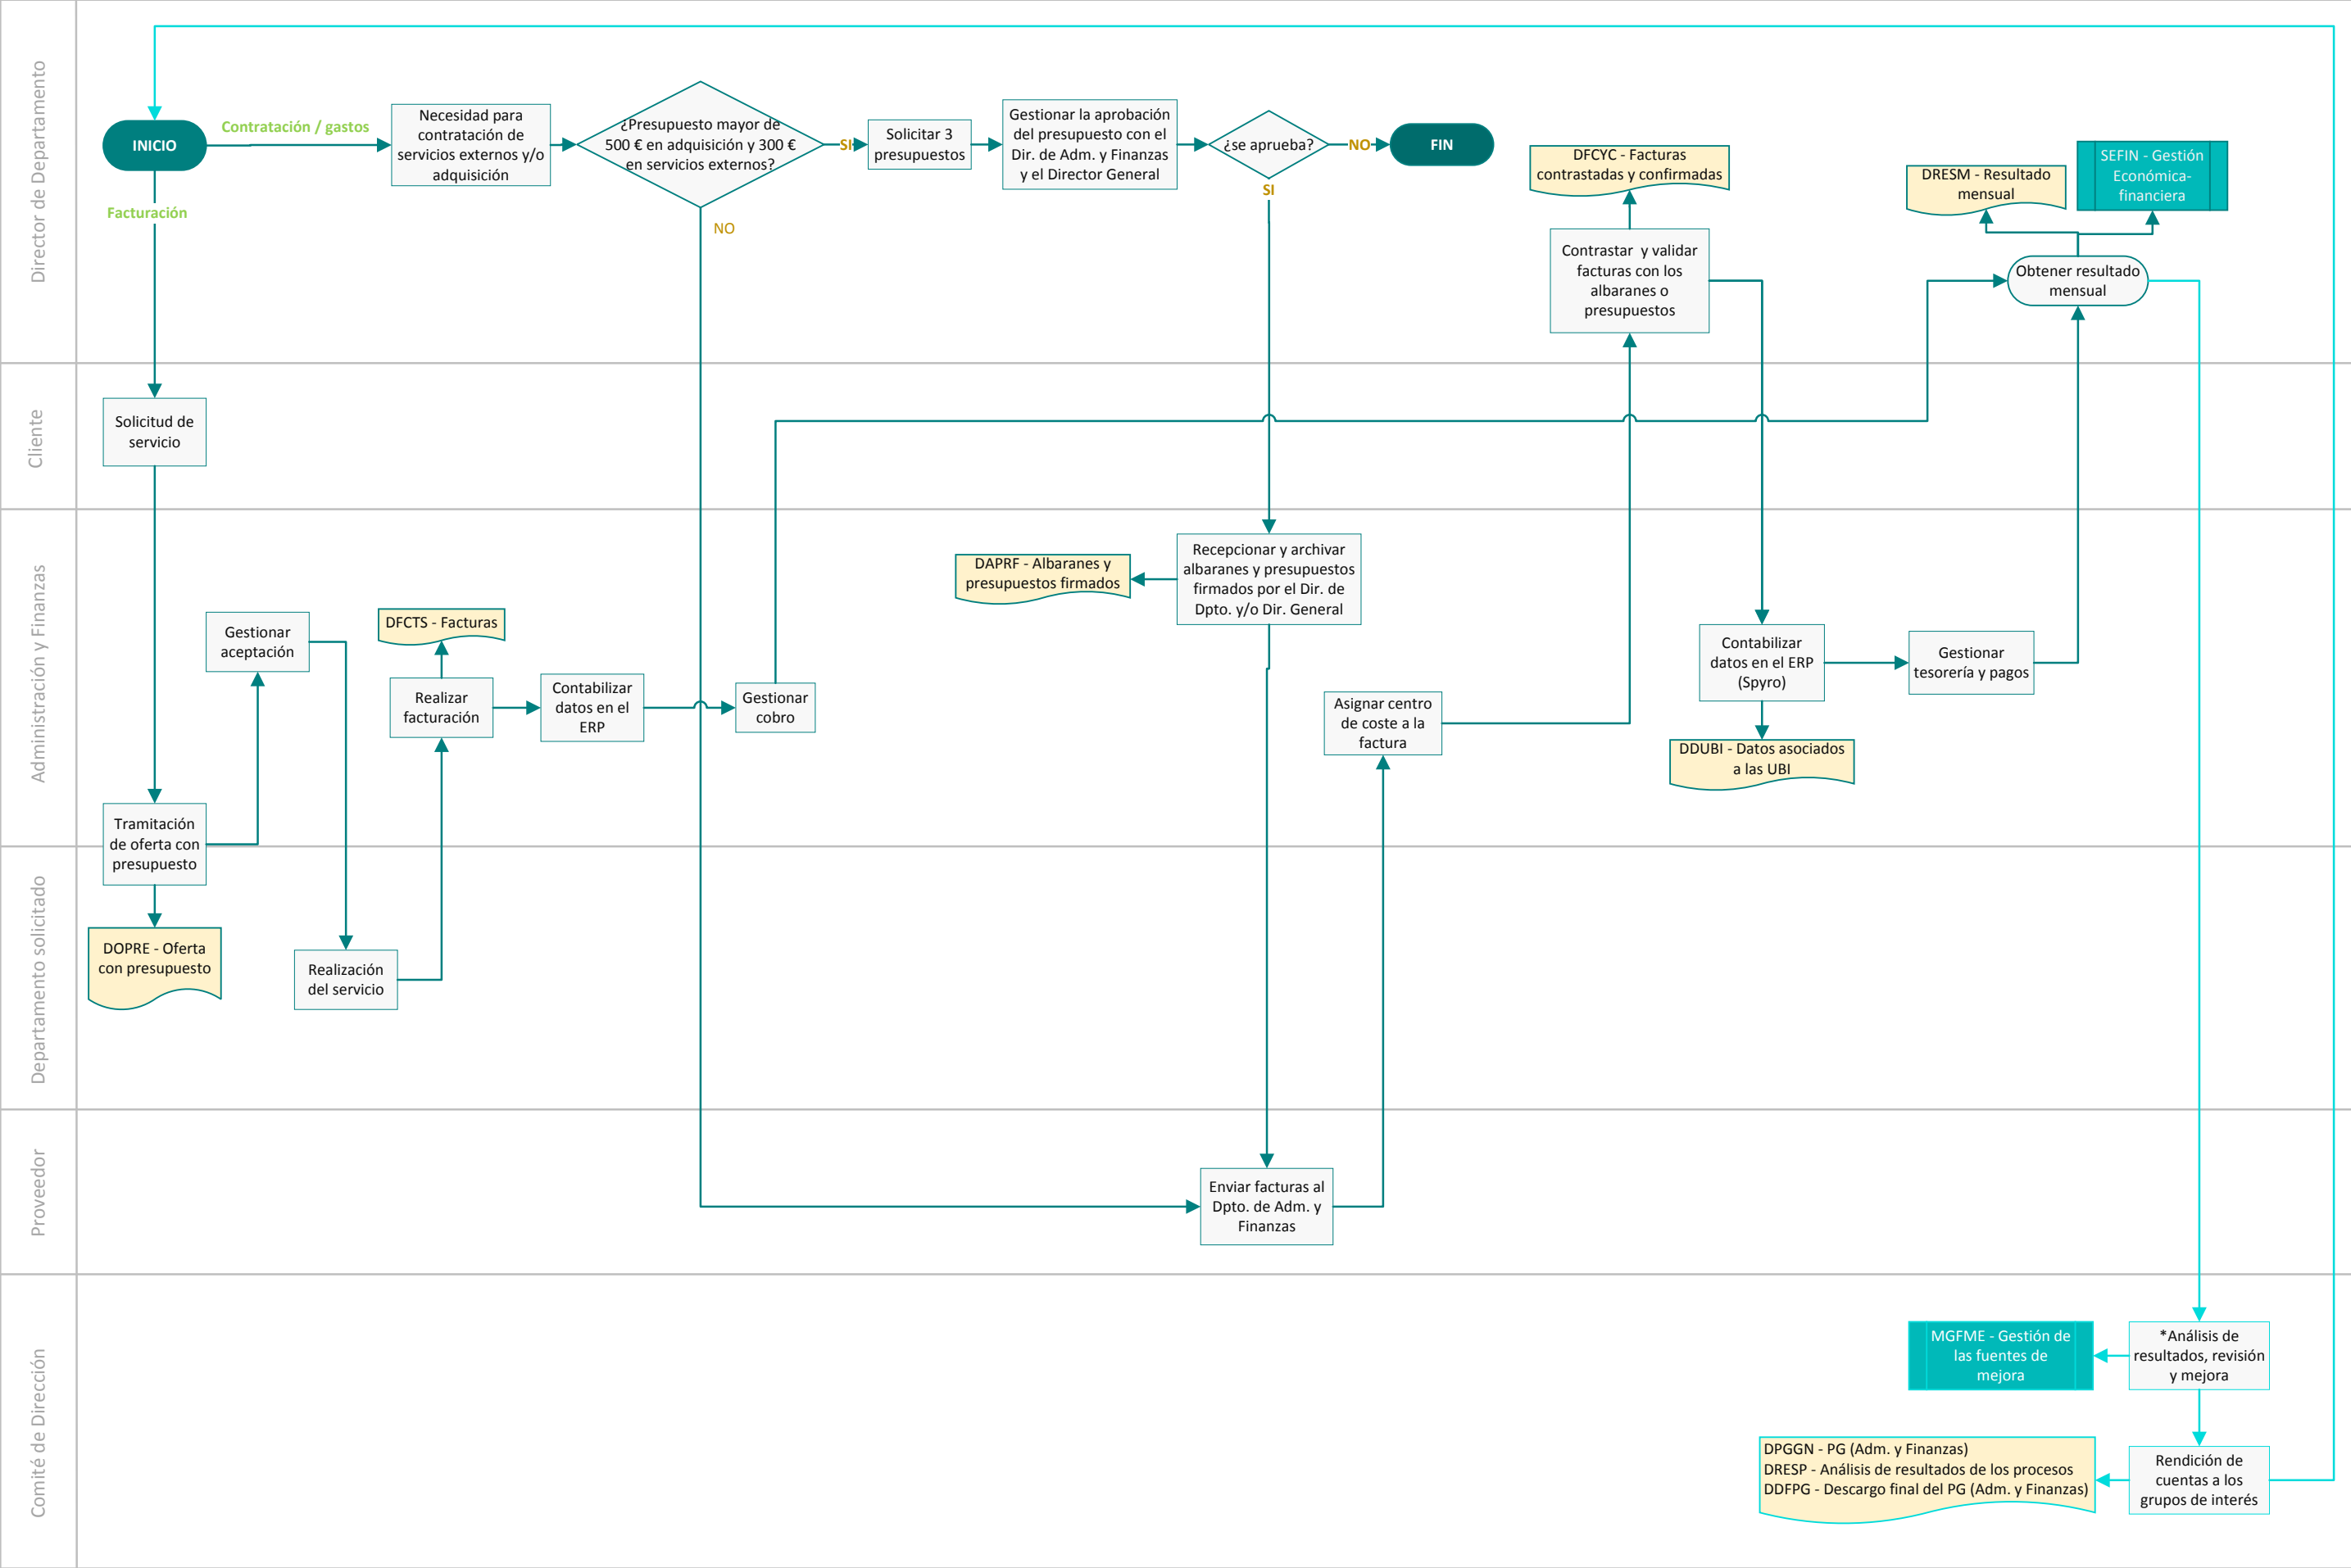 Director de Departamento
INICIO
Contratación / gastos
Facturación
Necesidad para
contratación de
servicios externos y/o
adquisición
¿Presupuesto mayor de
500 € en adquisición y 300 €
en servicios externos?
SI
NO
Solicitar 3
presupuestos
Gestionar la aprobación
del presupuesto con el
Dir. de Adm. y Finanzas
y el Director General
¿se aprueba?
NO
SI
FIN
DFCYC - Facturas
contrastadas y confirmadas
Contrastar y validar
facturas con los
albaranes o
presupuestos
DRESM - Resultado
mensual
SEFIN - Gestión
Económica-
financiera
Obtener resultado
mensual
Cliente
Solicitud de
servicio
Administración y Finanzas
Gestionar
aceptación
DFCTS - Facturas
Realizar
facturación
Contabilizar
datos en el
ERP
Gestionar
cobro
DAPRF - Albaranes y
presupuestos firmados
Recepcionar y archivar
albaranes y presupuestos
firmados por el Dir. de
Dpto. y/o Dir. General
Asignar centro
de coste a la
factura
Contabilizar
datos en el ERP
(Spyro)
Gestionar
tesorería y pagos
DDUBI - Datos asociados
a las UBI
Tramitación
de oferta con
presupuesto
Departamento solicitado
DOPRE - Oferta
con presupuesto
Realización
del servicio
Proveedor
Enviar facturas al
Dpto. de Adm. y
Finanzas
Comité de Dirección
MGFME - Gestión de
las fuentes de
mejora
*Análisis de
resultados, revisión
y mejora
DPGGN - PG (Adm. y Finanzas)
DRESP - Análisis de resultados de los procesos
DDFPG - Descargo final del PG (Adm. y Finanzas)
Rendición de
cuentas a los
grupos de interés